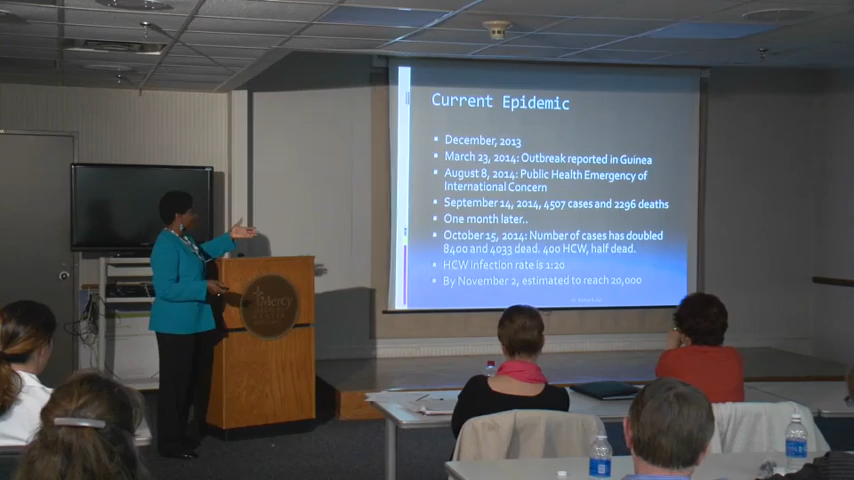 Current Epidemic
▪ December, 2013
▪ March 23, 2014: Outbreak reported in Guinea
▪ August 8, 2014: Public Health Emergency of
International Concern
▪ September 14, 2014, 4507 cases and 2296 deaths
▪ One month later..
▪ October 15, 2014: Number of cases has doubled
8400 and 4033 dead. 400 HCW, half dead.
▪ HCW infection rate is 1:20
▪ By November 2, estimated to reach 20,000
Mercy